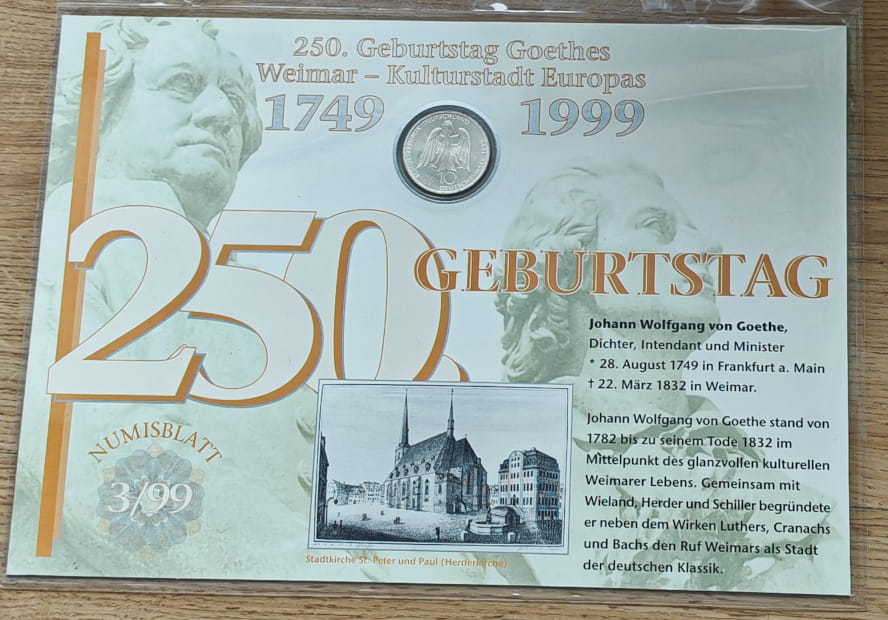 250. Geburtstag Goethes
Weimar – Kulturstadt Europas
1749 1999
BUNDESREPUBLIK DEUTSCHLAND
10
DEUTSCHE
250.
GEBURTSTAG
Johann Wolfgang von Goethe,
Dichter, Intendant und Minister
* 28. August 1749 in Frankfurt a. Main
† 22. März 1832 in Weimar.
Johann Wolfgang von Goethe stand von
1782 bis zu seinem Tode 1832 im
Mittelpunkt des glanzvollen kulturellen
Weimarer Lebens. Gemeinsam mit
Wieland, Herder und Schiller begründete
er neben dem Wirken Luthers, Cranachs
und Bachs den Ruf Weimars als Stadt
der deutschen Klassik.
NUMISBLATT
3/99
Stadtkirche St. Peter und Paul (Herderkirche)